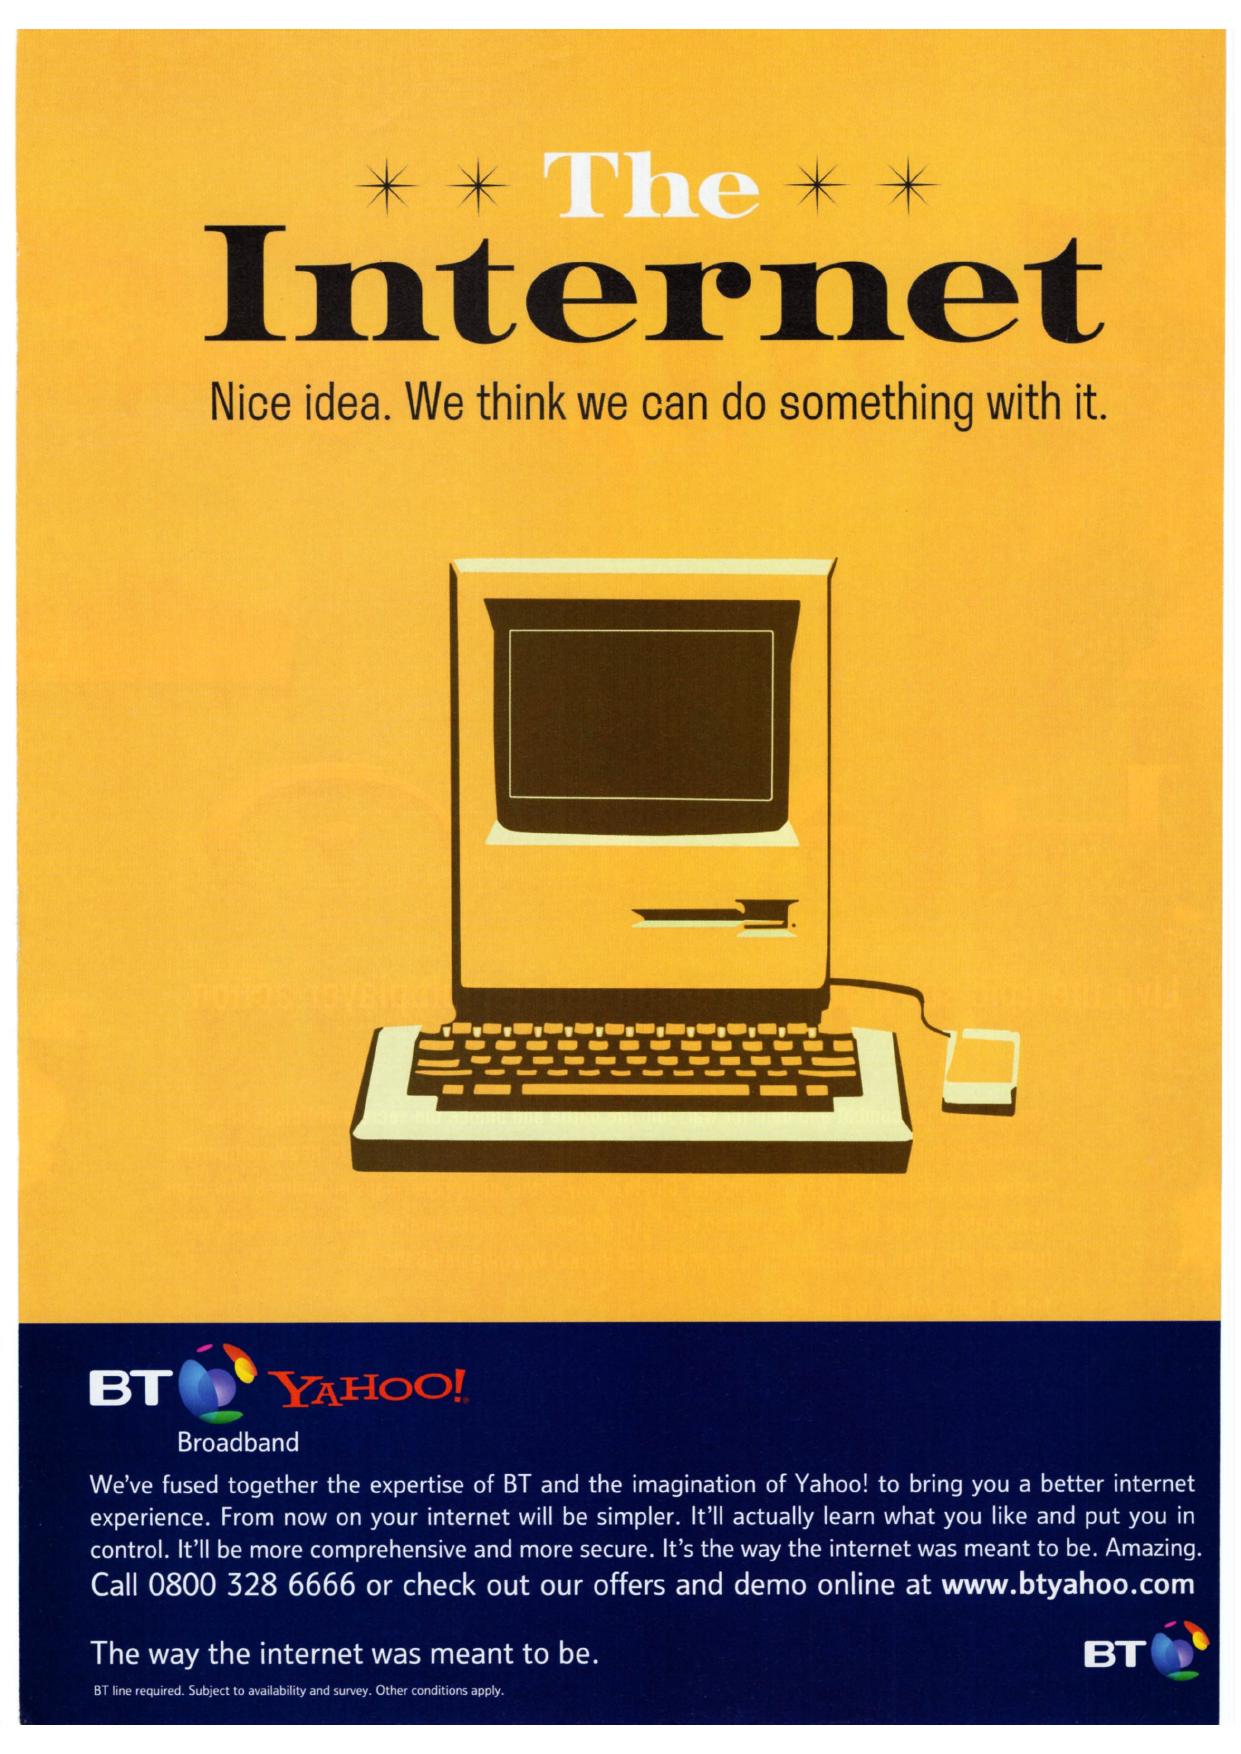 The
Internet
Nice idea. We think we can do something with it.
BT YAHOO!
Broadband
We've fused together the expertise of BT and the imagination of Yahoo! to bring you a better internet
experience. From now on your internet will be simpler. It'll actually learn what you like and put you in
control. It'll be more comprehensive and more secure. It's the way the internet was meant to be. Amazing.
Call 0800 328 6666 or check out our offers and demo online at www.btyahoo.com
The way the internet was meant to be.
BT
BT line required. Subject to availability and survey. Other conditions apply.